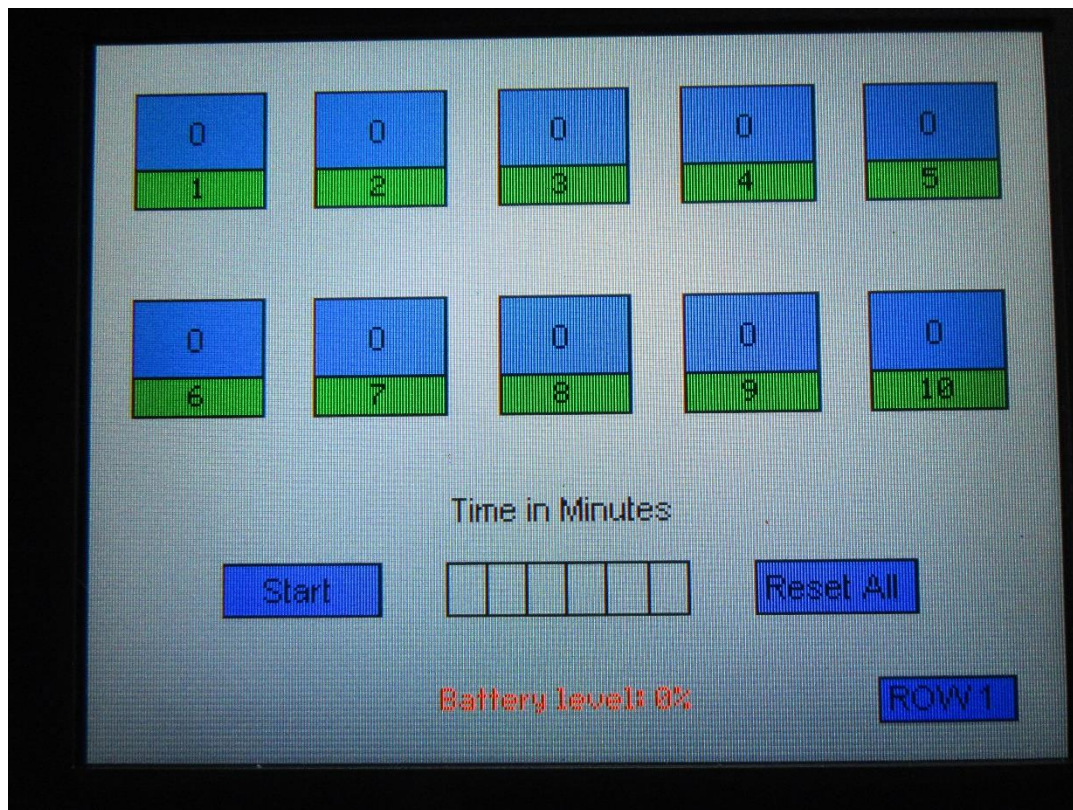 0 0 0 0 0
1 2 3 4 5
0 0 0 0 0
6 7 8 9 10
Time in Minutes
Start Reset All
Battery level: 0%
ROW 1